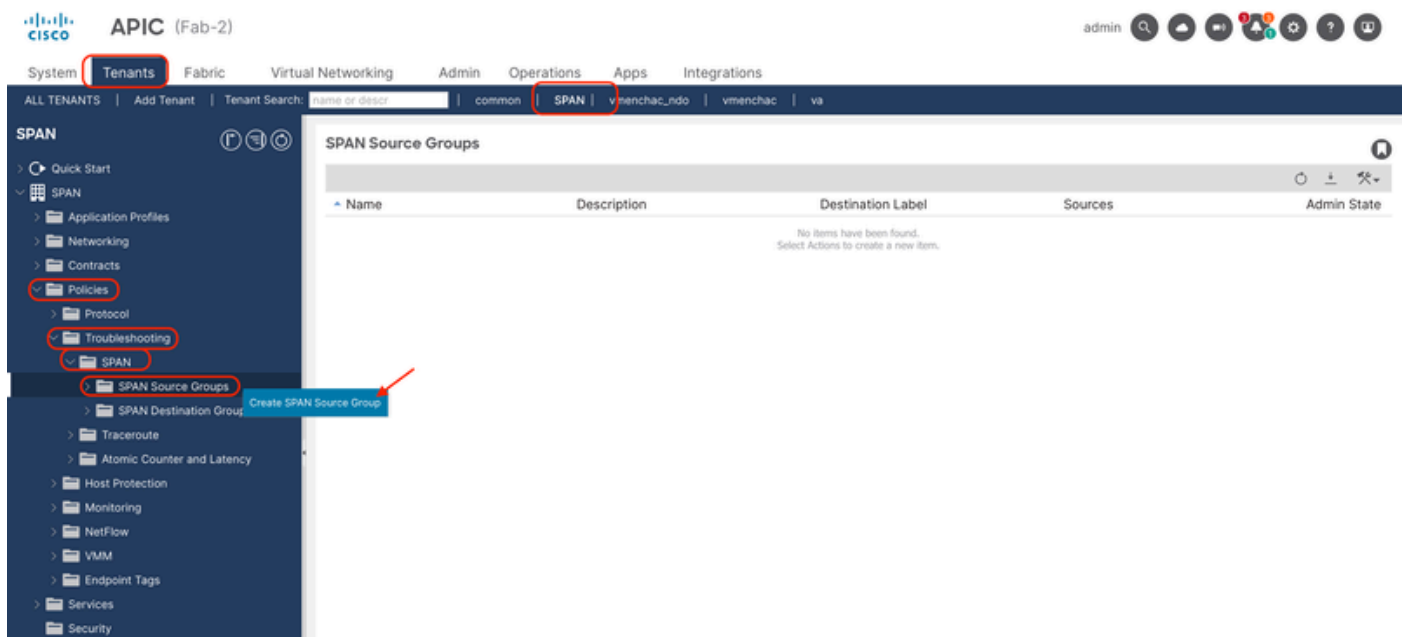 CISCO APIC (Fab-2) admin
3 3 1
System Tenants Fabric Virtual Networking Admin Operations Apps Integrations
ALL TENANTS | Add Tenant | Tenant Search: name or descr | common | SPAN | vmenchac_ndo | vmenchac | va
SPAN
Quick Start
SPAN
Application Profiles
Networking
Contracts
Policies
Protocol
Troubleshooting
SPAN
SPAN Source Groups
SPAN Destination Group
Traceroute
Atomic Counter and Latency
Host Protection
Monitoring
NetFlow
VMM
Endpoint Tags
Services
Security
Create SPAN Source Group
SPAN Source Groups
Name Description Destination Label Sources Admin State
No items have been found.
Select Actions to create a new item.